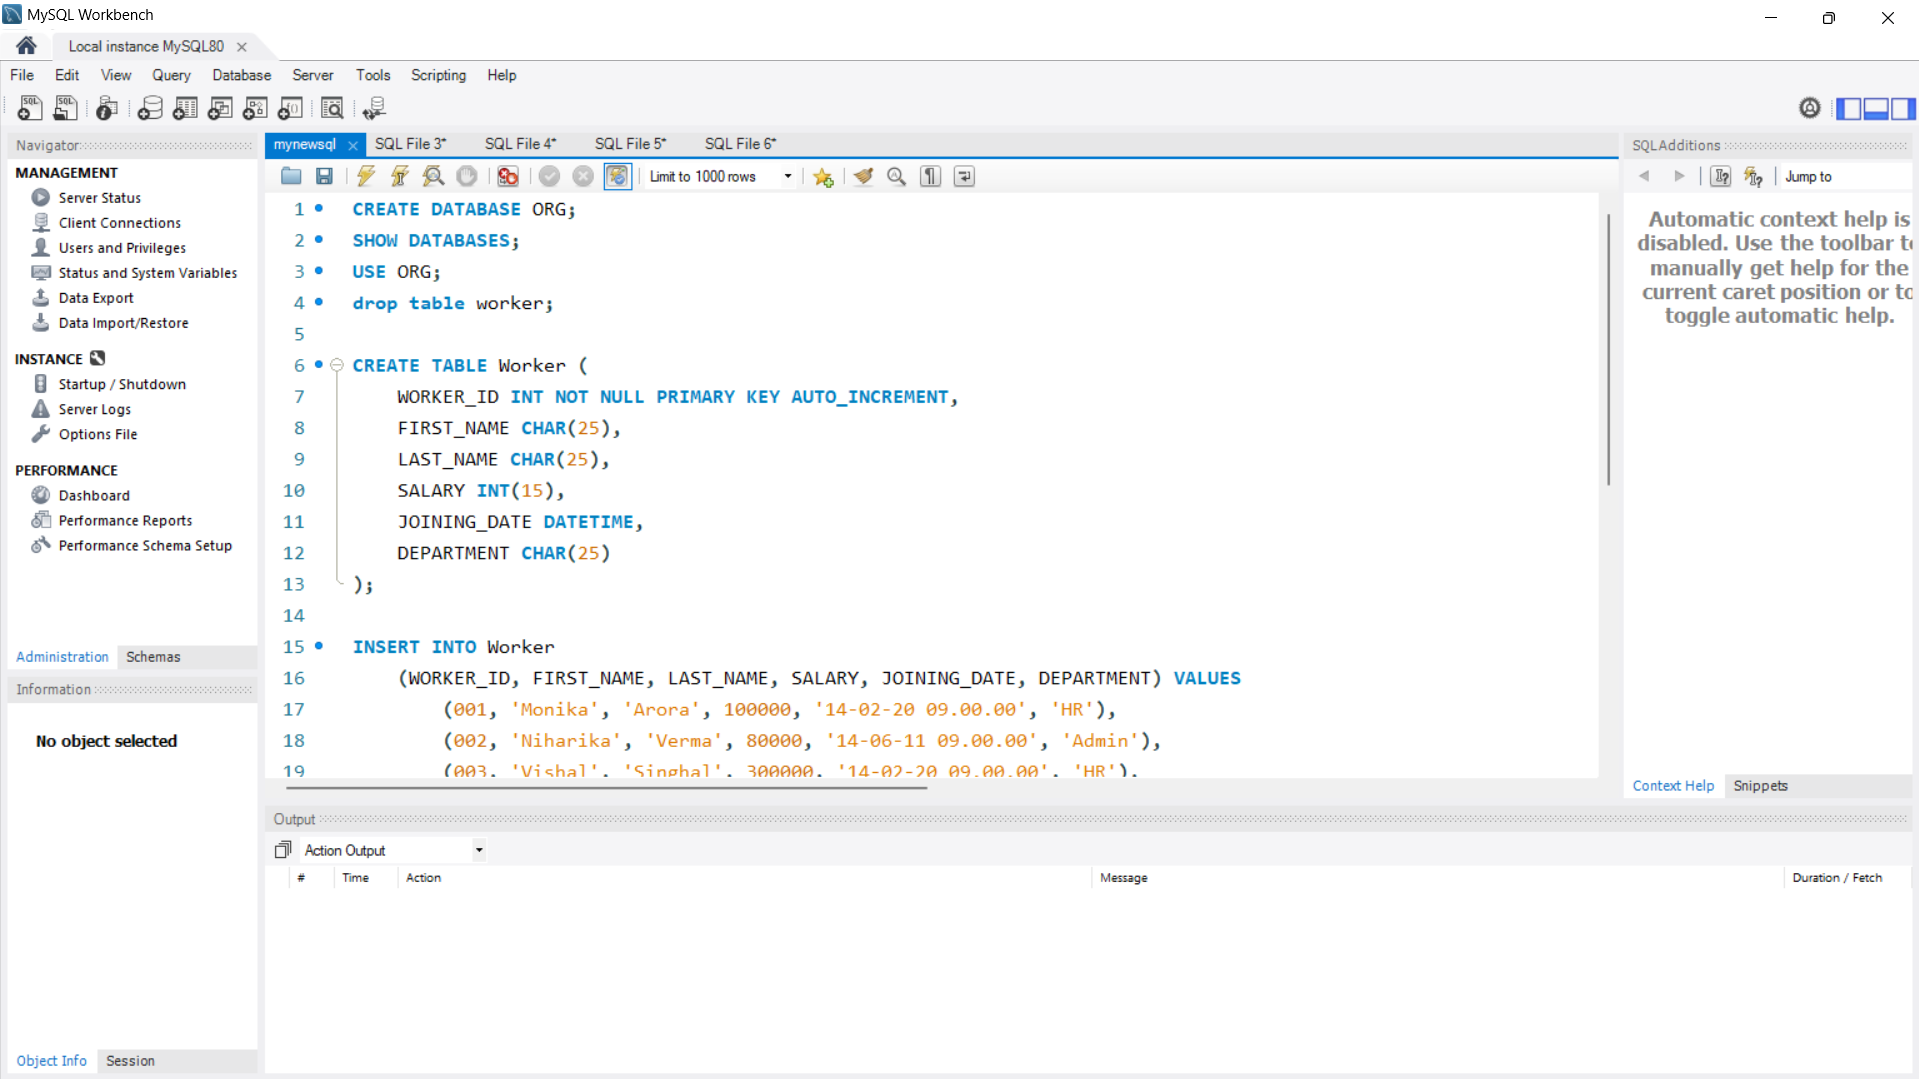 MySQL Workbench
Local instance MySQL80
File Edit View Query Database Server Tools Scripting Help
Navigator
MANAGEMENT
Server Status
Client Connections
Users and Privileges
Status and System Variables
Data Export
Data Import/Restore
INSTANCE
Startup / Shutdown
Server Logs
Options File
PERFORMANCE
Dashboard
Performance Reports
Performance Schema Setup
Administration Schemas
Information
No object selected
Object Info Session
mynewsql SQL File 3* SQL File 4* SQL File 5* SQL File 6*
Limit to 1000 rows
1 CREATE DATABASE ORG;
2 SHOW DATABASES;
3 USE ORG;
4 drop table worker;
5
6 CREATE TABLE Worker (
7 WORKER_ID INT NOT NULL PRIMARY KEY AUTO_INCREMENT,
8 FIRST_NAME CHAR(25),
9 LAST_NAME CHAR(25),
10 SALARY INT(15),
11 JOINING_DATE DATETIME,
12 DEPARTMENT CHAR(25)
13 );
14
15 INSERT INTO Worker
16 (WORKER_ID, FIRST_NAME, LAST_NAME, SALARY, JOINING_DATE, DEPARTMENT) VALUES
17 (001, 'Monika', 'Arora', 100000, '14-02-20 09.00.00', 'HR'),
18 (002, 'Niharika', 'Verma', 80000, '14-06-11 09.00.00', 'Admin'),
19 (003, 'Vishal', 'Singhal', 300000, '14-02-20 09.00.00', 'HR'),
SQLAdditions
Jump to
Automatic context help is
disabled. Use the toolbar t
manually get help for the
current caret position or to
toggle automatic help.
Context Help Snippets
Output
Action Output
# Time Action Message Duration / Fetch